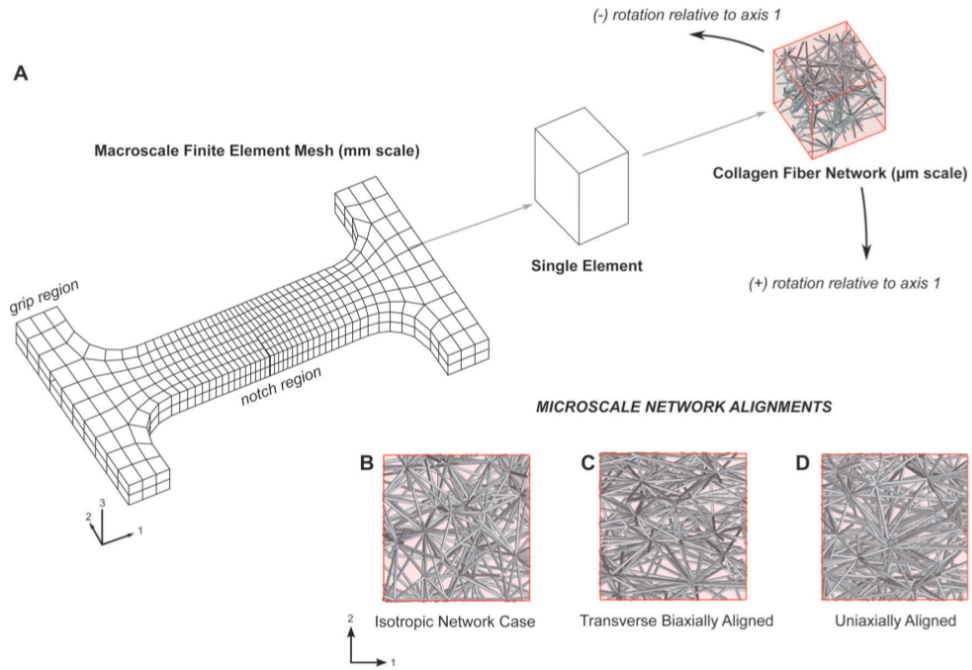 (-) rotation relative to axis 1
A
Macroscale Finite Element Mesh (mm scale)
Collagen Fiber Network (µm scale)
Single Element
(+) rotation relative to axis 1
grip region
notch region
3
2
1
MICROSCALE NETWORK ALIGNMENTS
B
C
D
2
1
Isotropic Network Case
Transverse Biaxially Aligned
Uniaxially Aligned